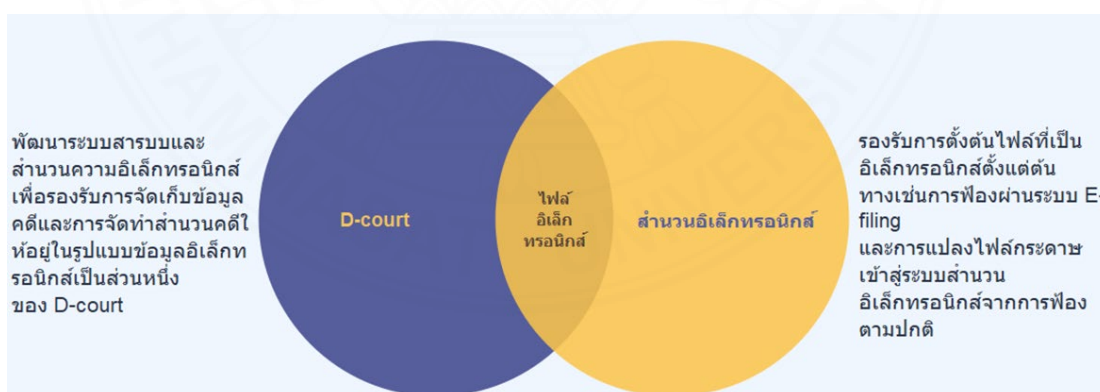 พัฒนาระบบสารบบและ
สำนวนความอิเล็กทรอนิกส์
เพื่อรองรับการจัดเก็บข้อมูล
คดีและการจัดทำสำนวนคดีใ
ห้อยู่ในรูปแบบข้อมูลอิเล็กท
รอนิกส์เป็นส่วนหนึ่ง
ของ D-court
D-court
ไฟล์
อิเล็ก
ทรอนิกส์
สำนวนอิเล็กทรอนิกส์
รองรับการตั้งต้นไฟล์ที่เป็น
อิเล็กทรอนิกส์ตั้งแต่ต้น
ทางเช่นการฟ้องผ่านระบบ E-
filing
และการแปลงไฟล์กระดาษ
เข้าสู่ระบบสำนวน
อิเล็กทรอนิกส์จากการฟ้อง
ตามปกติ